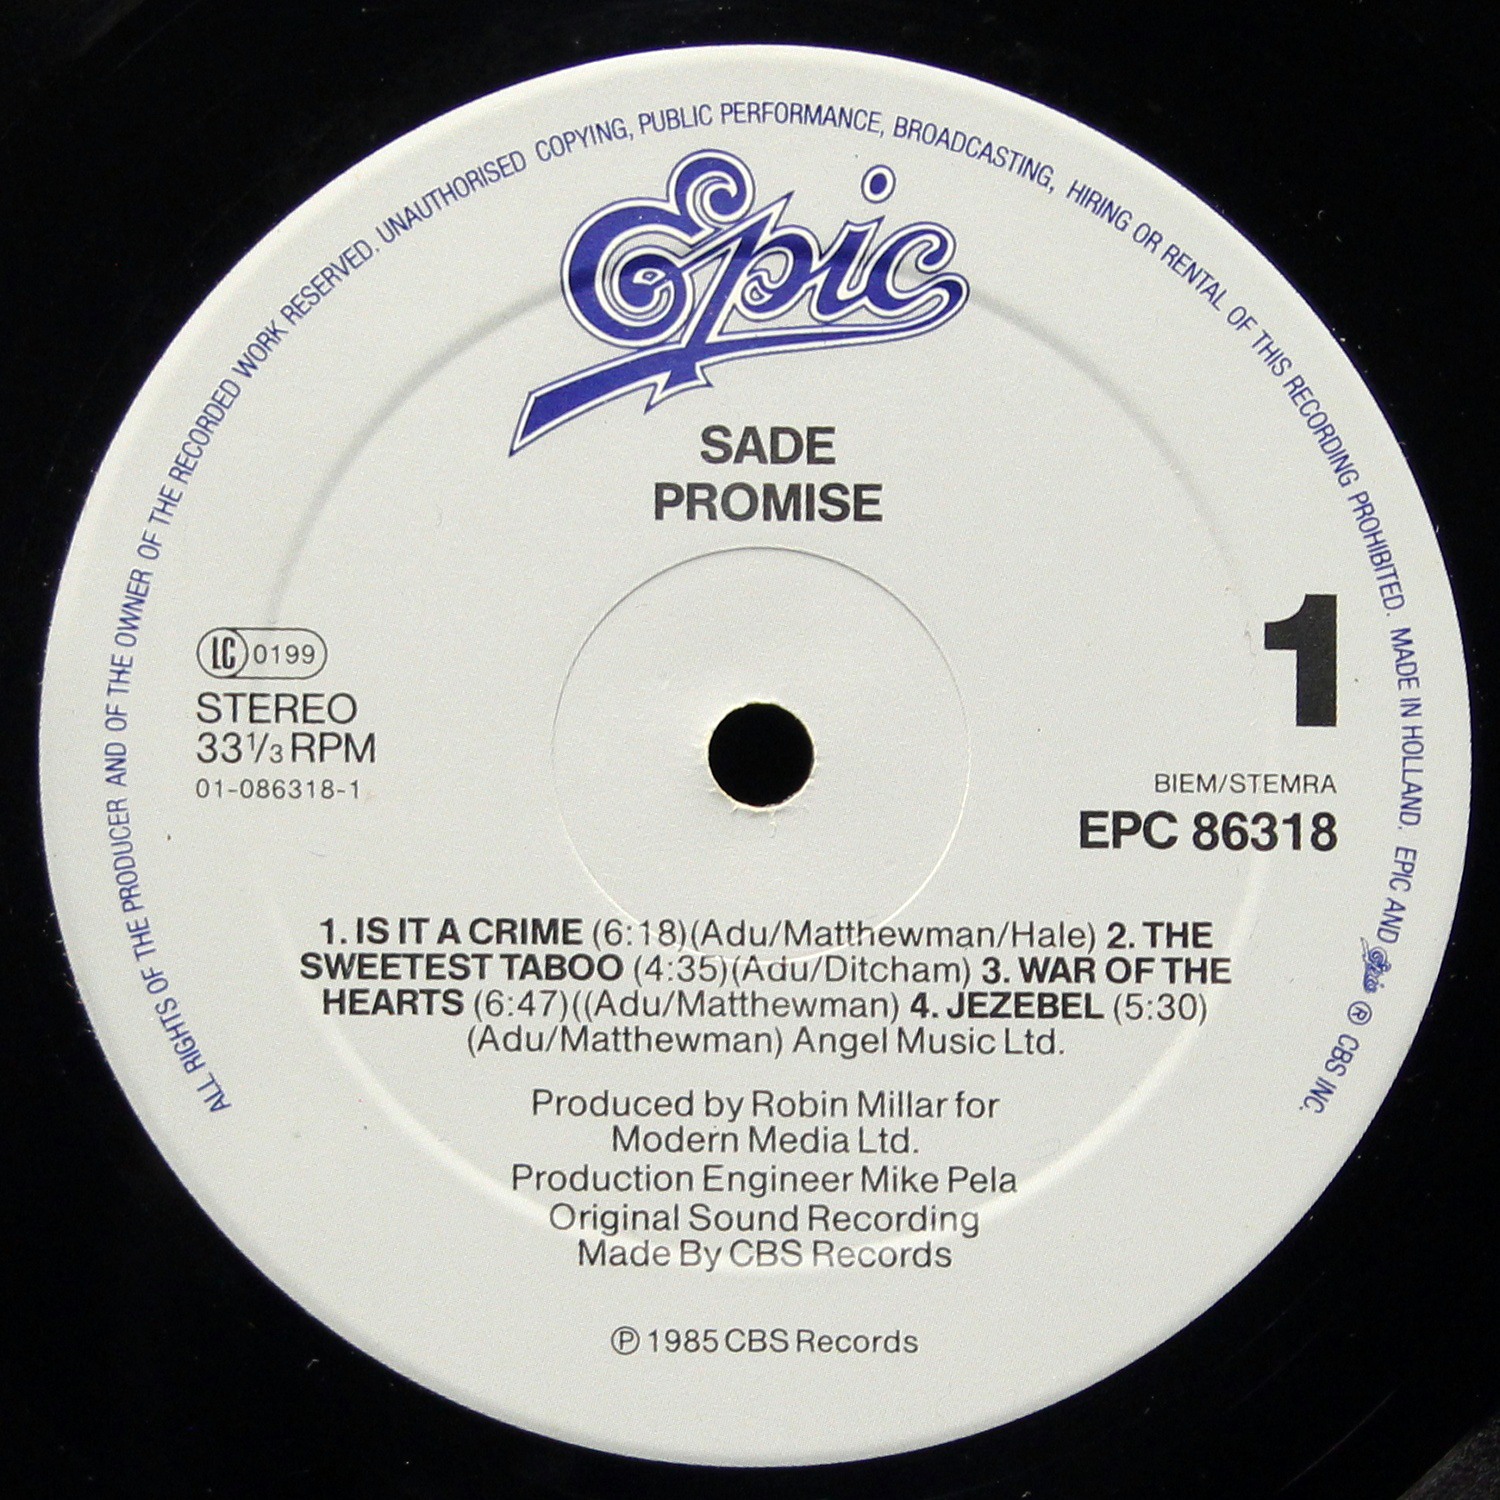 ALL RIGHTS OF THE PRODUCER AND OF THE OWNER OF THE RECORDED WORK RESERVED. UNAUTHORISED COPYING, PUBLIC PERFORMANCE, BROADCASTING, HIRING OR RENTAL OF THIS RECORDING PROHIBITED. MADE IN HOLLAND. EPIC AND Epic ® CBS INC.
Epic
SADE
PROMISE
1
LC 0199
STEREO
33 1/3 RPM
01-086318-1
BIEM/STEMRA
EPC 86318
1. IS IT A CRIME (6:18)(Adu/Matthewman/Hale) 2. THE
SWEETEST TABOO (4:35)(Adu/Ditcham) 3. WAR OF THE
HEARTS (6:47)((Adu/Matthewman) 4. JEZEBEL (5:30)
(Adu/Matthewman) Angel Music Ltd.
Produced by Robin Millar for
Modern Media Ltd.
Production Engineer Mike Pela
Original Sound Recording
Made By CBS Records
℗ 1985 CBS Records